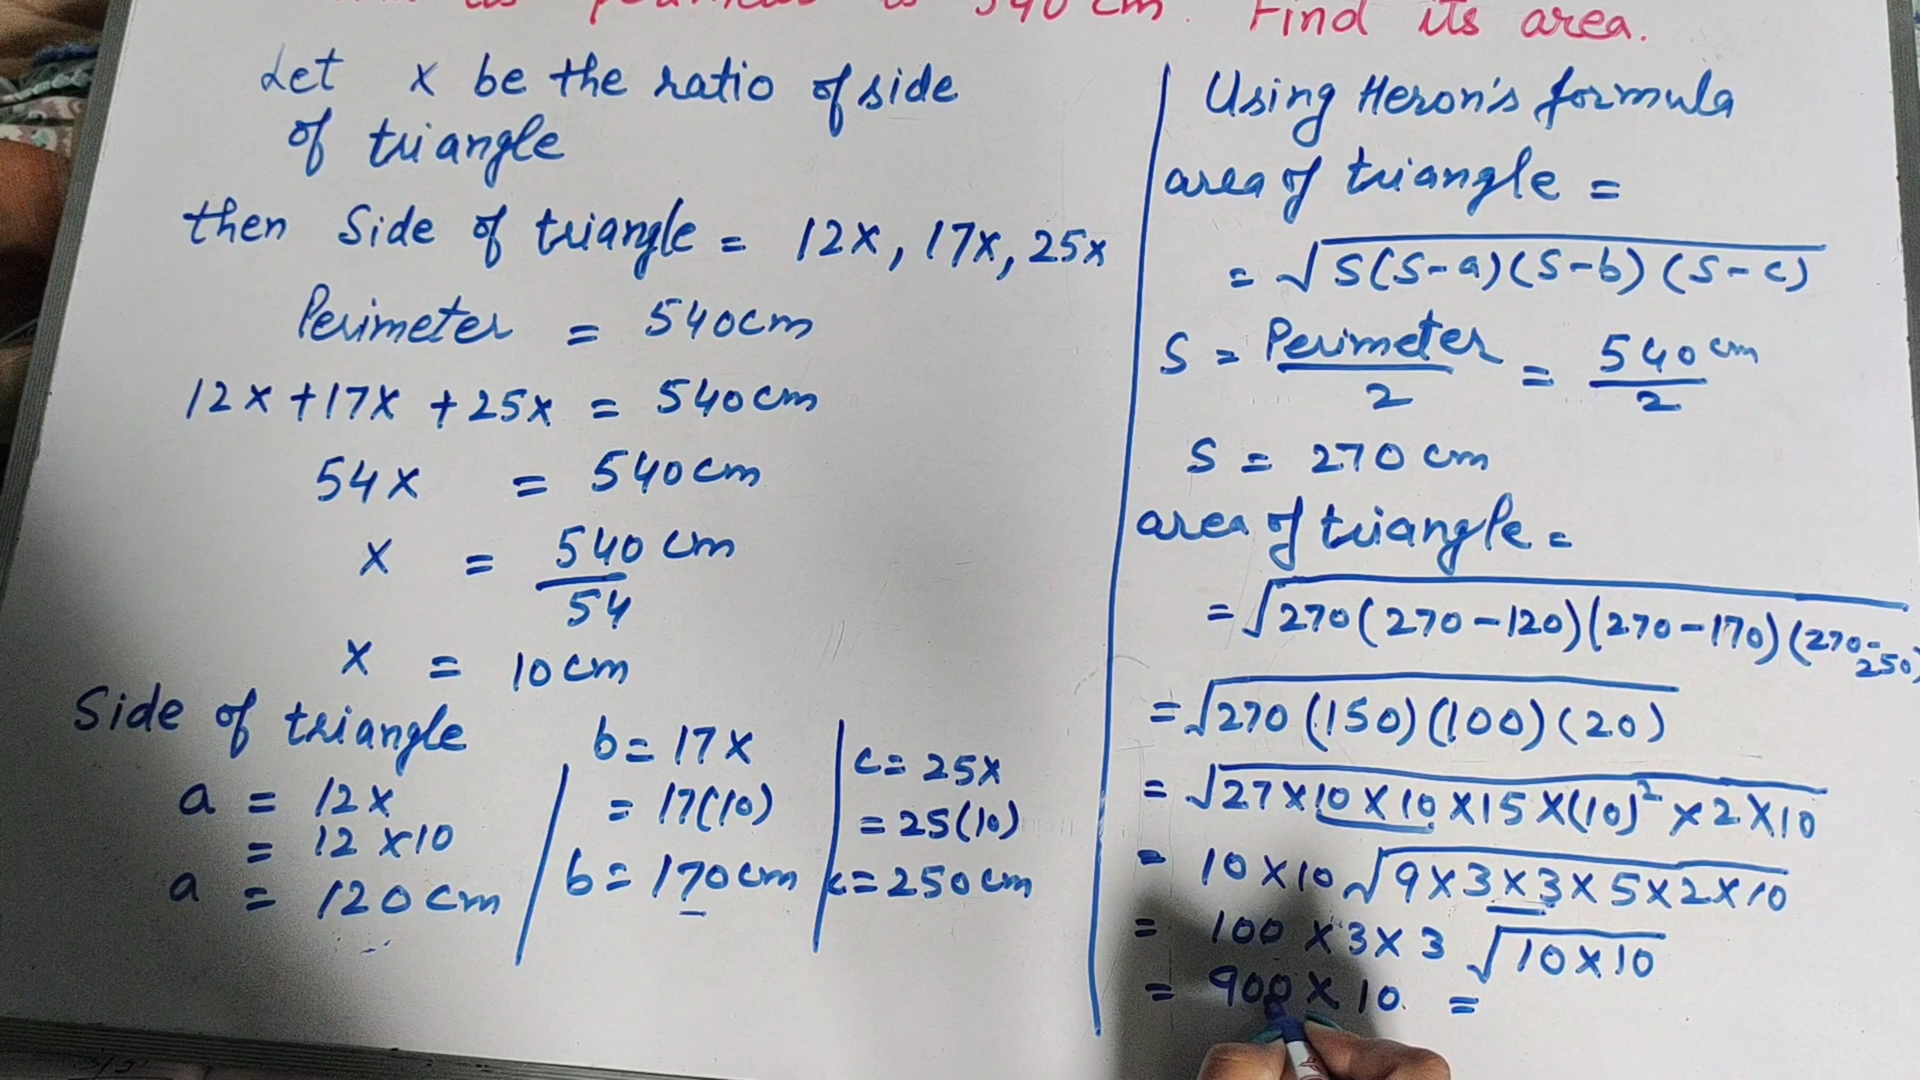 is 540 cm. Find its area.
Let x be the ratio of side
of triangle
then Side of triangle = 12x, 17x, 25x
Perimeter = 540cm
12x + 17x + 25x = 540cm
54x = 540cm
x = 540 cm
54
x = 10cm
Side of triangle
a = 12x
= 12 x10
a = 120cm
b = 17x
= 17(10)
b = 170cm
c = 25x
= 25(10)
c = 250cm
Using Heron's formula
area of triangle =
= √S(S-a)(S-b)(S-c)
S = Perimeter = 540 cm
2 2
S = 270 cm
area of triangle =
= √270(270-120)(270-170)(270-
250)
= √270(150)(100)(20)
= √27×10×10×15×(10)²×2×10
= 10×10√9×3×3×5×2×10
= 100×3×3√10×10
= 900×10 =